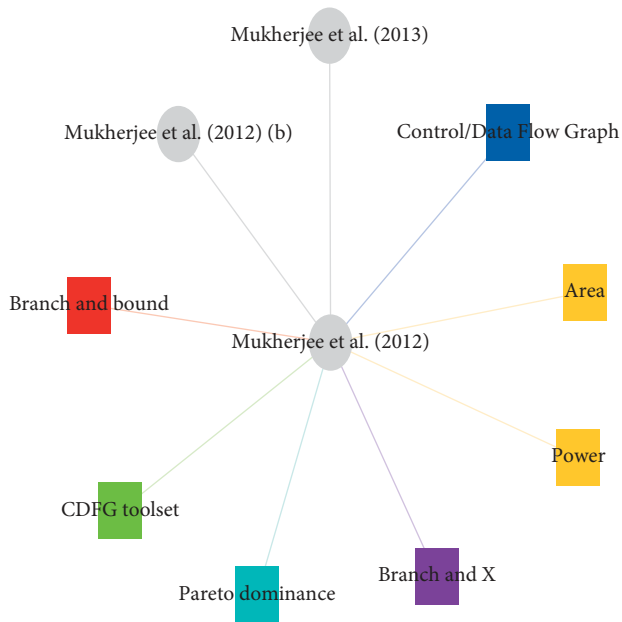 Mukherjee et al. (2013)
Mukherjee et al. (2012) (b)
Control/Data Flow Graph
Area
Branch and bound
Mukherjee et al. (2012)
Power
CDFG toolset
Branch and X
Pareto dominance